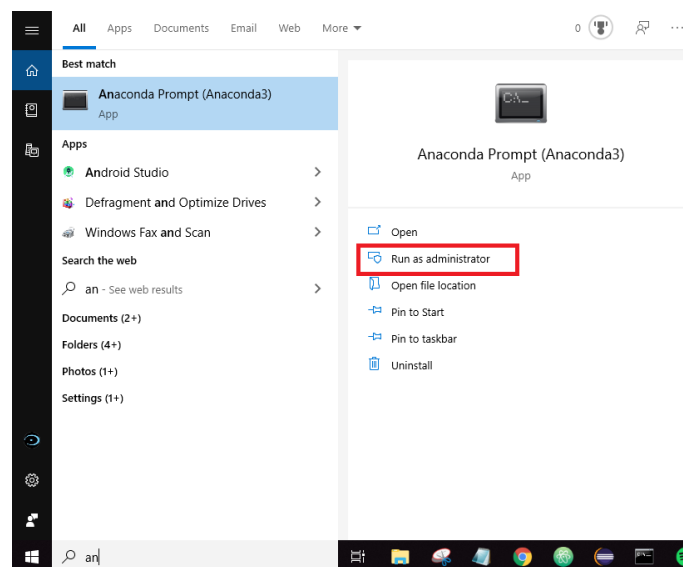 All Apps Documents Email Web More 0
Best match
Anaconda Prompt (Anaconda3)
App
Apps
Android Studio
Defragment and Optimize Drives
Windows Fax and Scan
Search the web
an - See web results
Documents (2+)
Folders (4+)
Photos (1+)
Settings (1+)
C:\_
Anaconda Prompt (Anaconda3)
App
Open
Run as administrator
Open file location
Pin to Start
Pin to taskbar
Uninstall
an